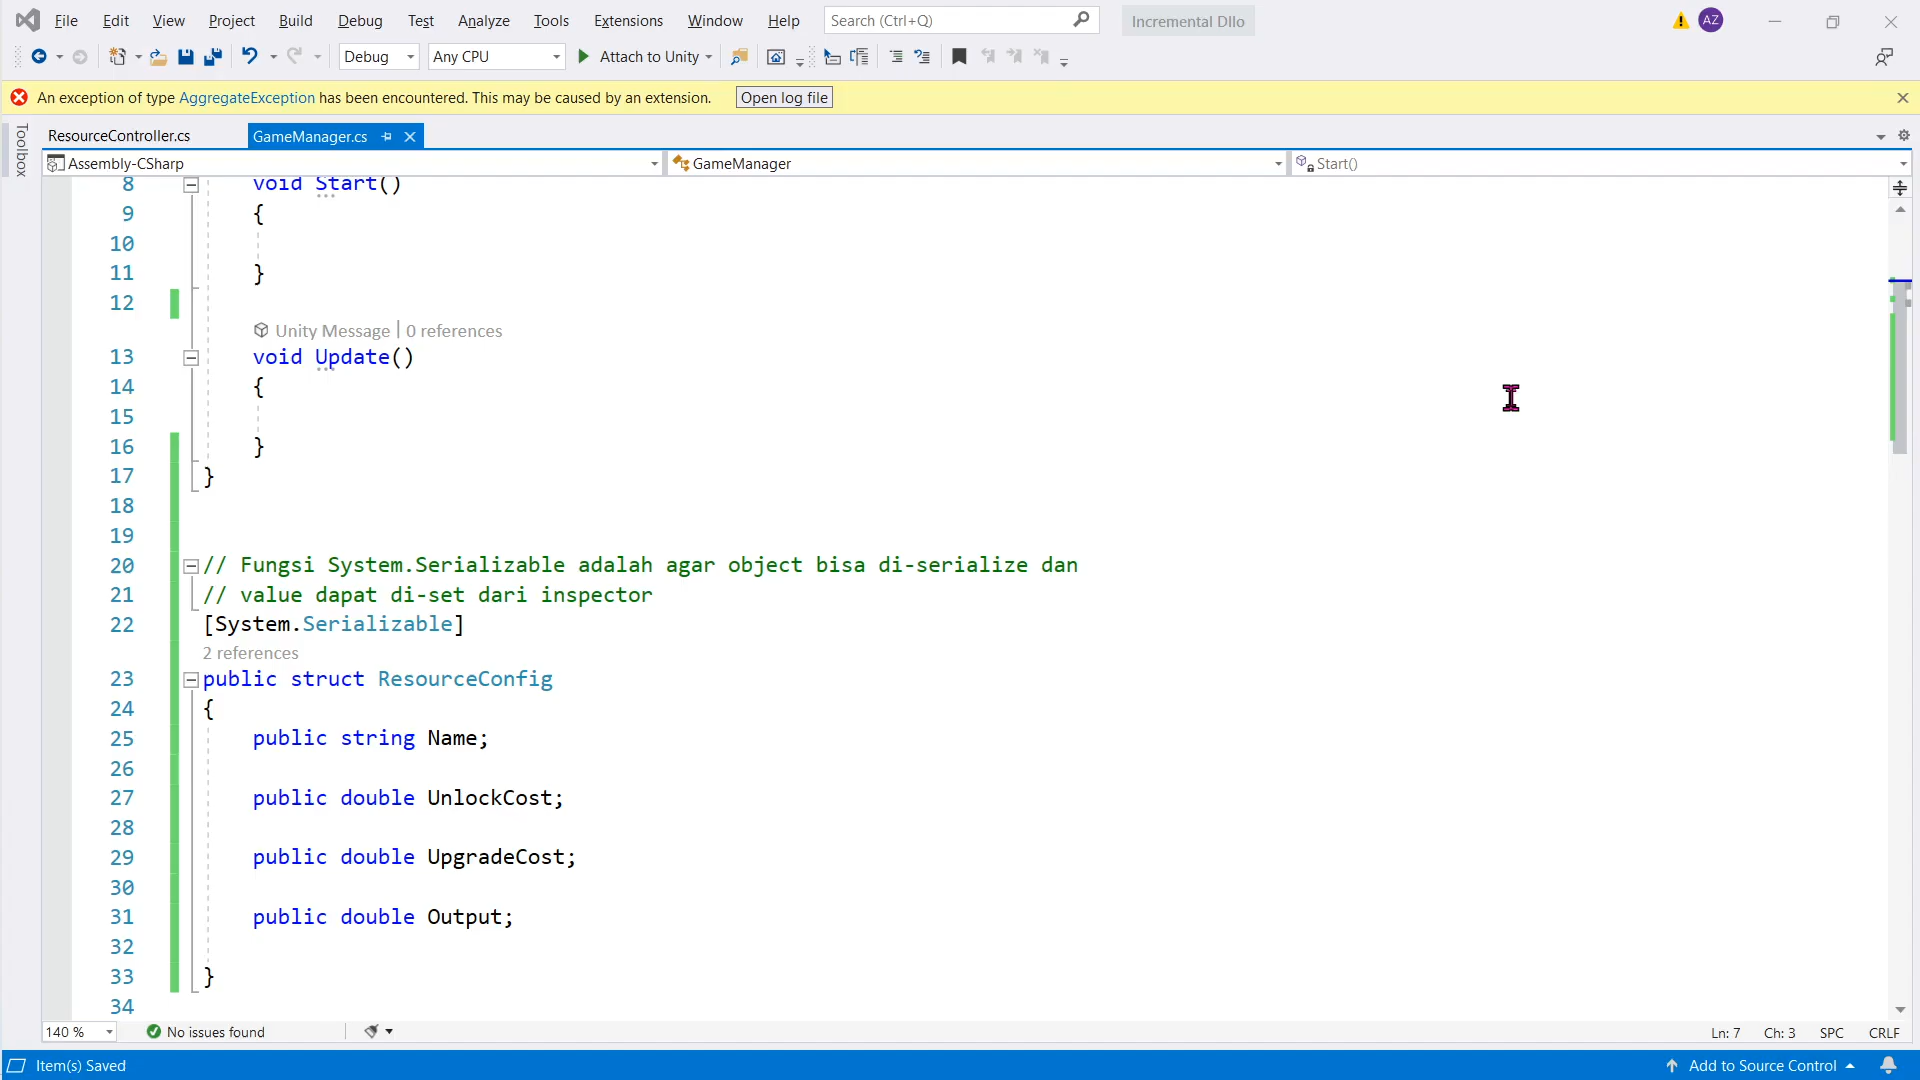 File Edit View Project Build Debug Test Analyze Tools Extensions Window Help Search (Ctrl+Q) Incremental Dllo AZ
Debug Any CPU Attach to Unity
An exception of type AggregateException has been encountered. This may be caused by an extension. Open log file
Toolbox
ResourceController.cs GameManager.cs
Assembly-CSharp GameManager Start()
8 void Start()
9 {
10
11 }
12
Unity Message | 0 references
13 void Update()
14 {
15
16 }
17 }
18
19
20 // Fungsi System.Serializable adalah agar object bisa di-serialize dan
21 // value dapat di-set dari inspector
22 [System.Serializable]
2 references
23 public struct ResourceConfig
24 {
25 public string Name;
26
27 public double UnlockCost;
28
29 public double UpgradeCost;
30
31 public double Output;
32
33 }
34
140 % No issues found Ln: 7 Ch: 3 SPC CRLF
Item(s) Saved Add to Source Control